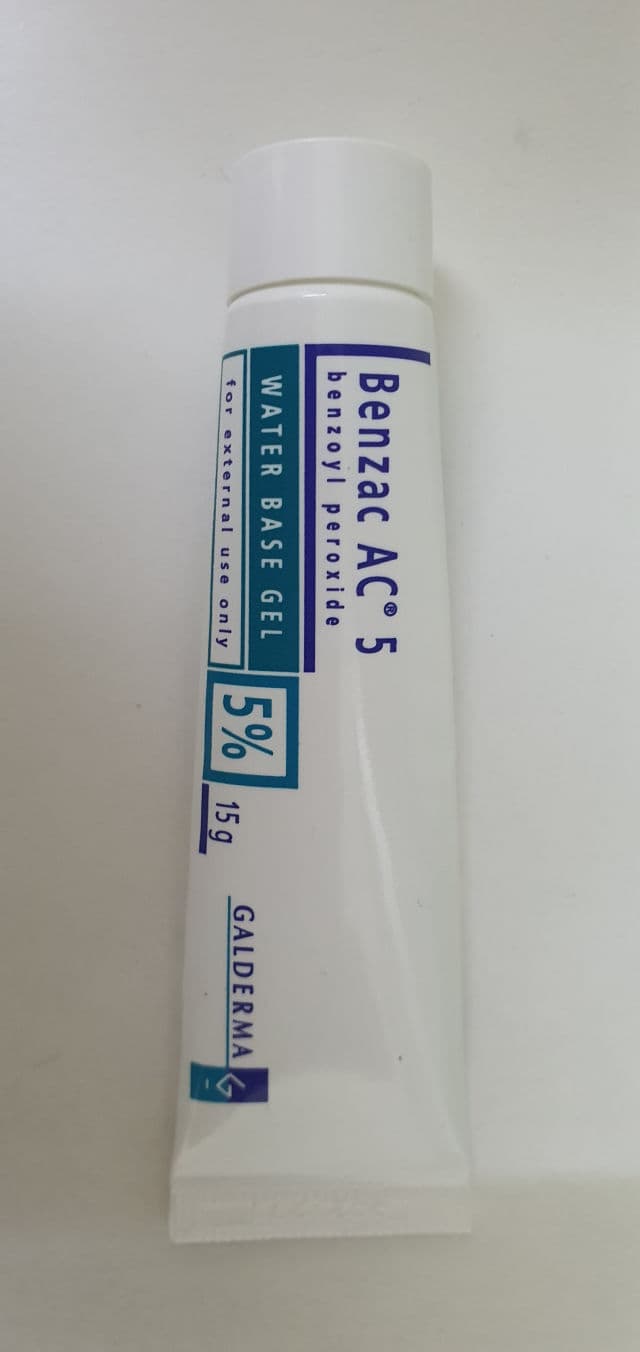 Benzac AC® 5
benzoyl peroxide
WATER BASE GEL
for external use only
5%
15 g
GALDERMA